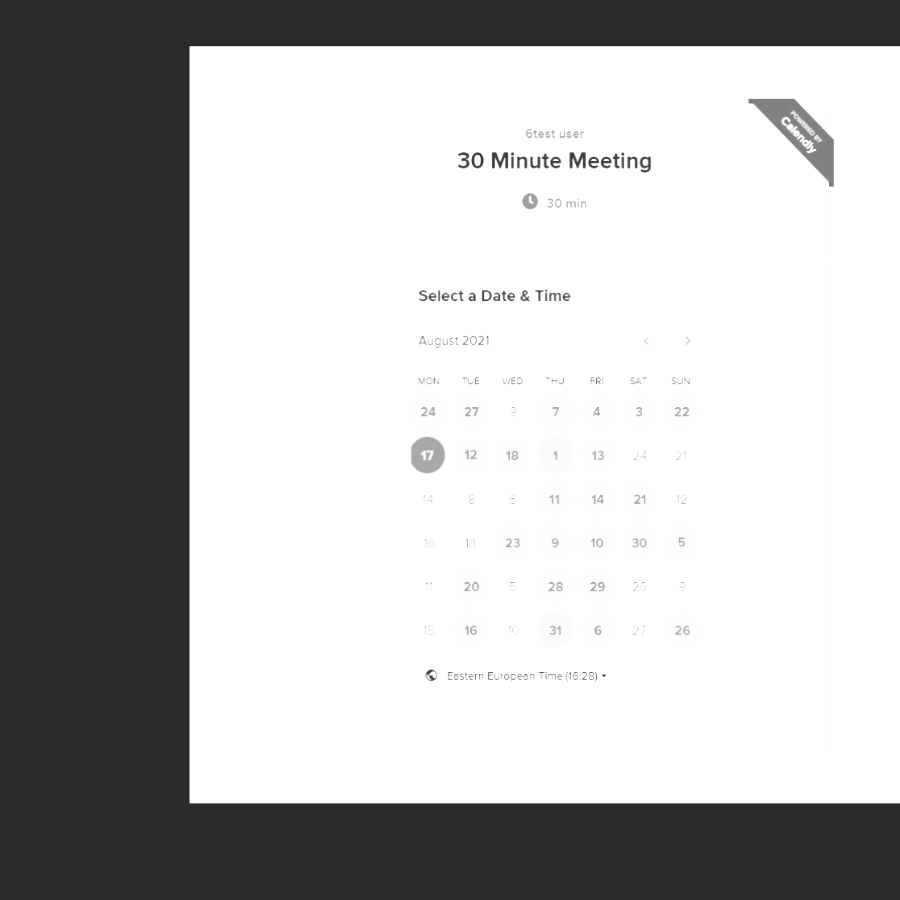 POWERED BY
Calendly
6test user
30 Minute Meeting
30 min
Select a Date & Time
August 2021
MON TUE WED THU FRI SAT SUN
24 27 9 7 4 3 22
17 12 18 1 13 24 21
14 8 6 11 14 21 12
16 13 23 9 10 30 5
11 20 5 28 29 26 9
15 16 10 31 6 27 26
Eastern European Time (16:28)